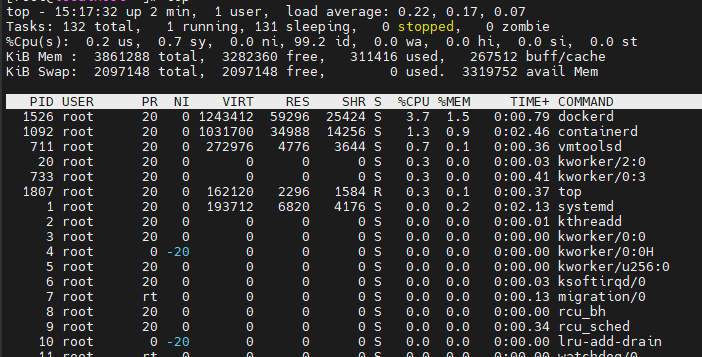 top - 15:17:32 up 2 min,  1 user,  load average: 0.22, 0.17, 0.07
Tasks: 132 total,   1 running, 131 sleeping,   0 stopped,   0 zombie
%Cpu(s):  0.2 us,  0.7 sy,  0.0 ni, 99.2 id,  0.0 wa,  0.0 hi,  0.0 si,  0.0 st
KiB Mem :  3861288 total,  3282360 free,   311416 used,   267512 buff/cache
KiB Swap:  2097148 total,  2097148 free,        0 used.  3319752 avail Mem
PID USER      PR  NI    VIRT    RES    SHR S  %CPU %MEM     TIME+ COMMAND
1526 root      20   0 1243412  59296  25424 S   3.7  1.5   0:00.79 dockerd
1092 root      20   0 1031700  34988  14256 S   1.3  0.9   0:02.46 containerd
711 root      20   0  272976   4776   3644 S   0.7  0.1   0:00.36 vmtoolsd
20 root      20   0       0      0      0 S   0.3  0.0   0:00.03 kworker/2:0
733 root      20   0       0      0      0 S   0.3  0.0   0:00.41 kworker/0:3
1807 root      20   0  162120   2296   1584 R   0.3  0.1   0:00.37 top
1 root      20   0  193712   6820   4176 S   0.0  0.2   0:02.13 systemd
2 root      20   0       0      0      0 S   0.0  0.0   0:00.01 kthreadd
3 root      20   0       0      0      0 S   0.0  0.0   0:00.00 kworker/0:0
4 root       0 -20       0      0      0 S   0.0  0.0   0:00.00 kworker/0:0H
5 root      20   0       0      0      0 S   0.0  0.0   0:00.00 kworker/u256:0
6 root      20   0       0      0      0 S   0.0  0.0   0:00.03 ksoftirqd/0
7 root      rt   0       0      0      0 S   0.0  0.0   0:00.13 migration/0
8 root      20   0       0      0      0 S   0.0  0.0   0:00.00 rcu_bh
9 root      20   0       0      0      0 S   0.0  0.0   0:00.34 rcu_sched
10 root       0 -20       0      0      0 S   0.0  0.0   0:00.00 lru-add-drain